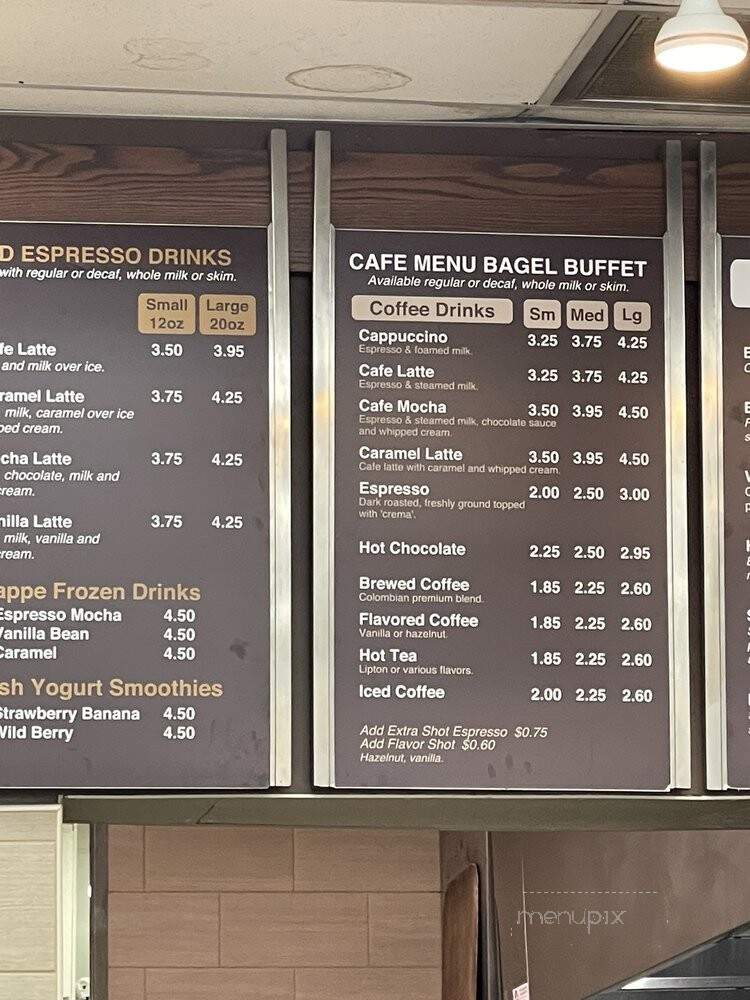 D ESPRESSO DRINKS
with regular or decaf, whole milk or skim.
Small Large
12oz 20oz
fe Latte 3.50 3.95
and milk over ice.
ramel Latte 3.75 4.25
milk, caramel over ice
ped cream.
cha Latte 3.75 4.25
chocolate, milk and
cream.
nilla Latte 3.75 4.25
milk, vanilla and
cream.
appe Frozen Drinks
Espresso Mocha 4.50
Vanilla Bean 4.50
Caramel 4.50
sh Yogurt Smoothies
Strawberry Banana 4.50
Wild Berry 4.50
CAFE MENU BAGEL BUFFET
Available regular or decaf, whole milk or skim.
Coffee Drinks Sm Med Lg
Cappuccino 3.25 3.75 4.25
Espresso & foamed milk.
Cafe Latte 3.25 3.75 4.25
Espresso & steamed milk.
Cafe Mocha 3.50 3.95 4.50
Espresso & steamed milk, chocolate sauce
and whipped cream.
Caramel Latte 3.50 3.95 4.50
Cafe latte with caramel and whipped cream.
Espresso 2.00 2.50 3.00
Dark roasted, freshly ground topped
with 'crema'.
Hot Chocolate 2.25 2.50 2.95
Brewed Coffee 1.85 2.25 2.60
Colombian premium blend.
Flavored Coffee 1.85 2.25 2.60
Vanilla or hazelnut.
Hot Tea 1.85 2.25 2.60
Lipton or various flavors.
Iced Coffee 2.00 2.25 2.60
Add Extra Shot Espresso $0.75
Add Flavor Shot $0.60
Hazelnut, vanilla.
menupix